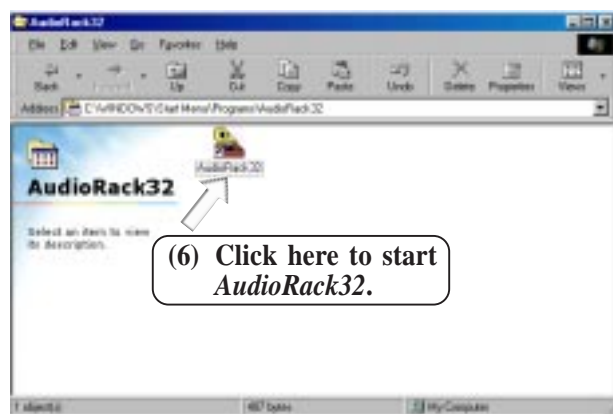 AudioRack32
File Edit View Go Favorites Help
Back Forward Up Cut Copy Paste Undo Delete Properties Views
Address C:\WINDOWS\Start Menu\Programs\AudioRack32
AudioRack32
AudioRack32
Select an item to view
its description.
(6) Click here to start
AudioRack32.
1 object(s) 407 bytes My Computer